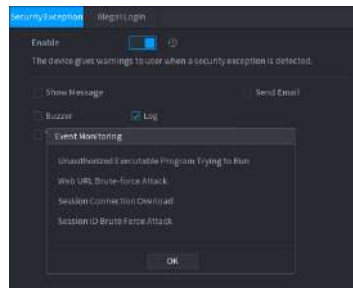 Security Exception
Illegal Login
Enable
The device gives warnings to user when a security exception is detected.
Show Message
Send Email
Buzzer
Log
Event Monitoring
Unauthorized Executable Program Trying to Run
Web URL Brute-force Attack
Session Connection Overload
Session ID Brute Force Attack
OK